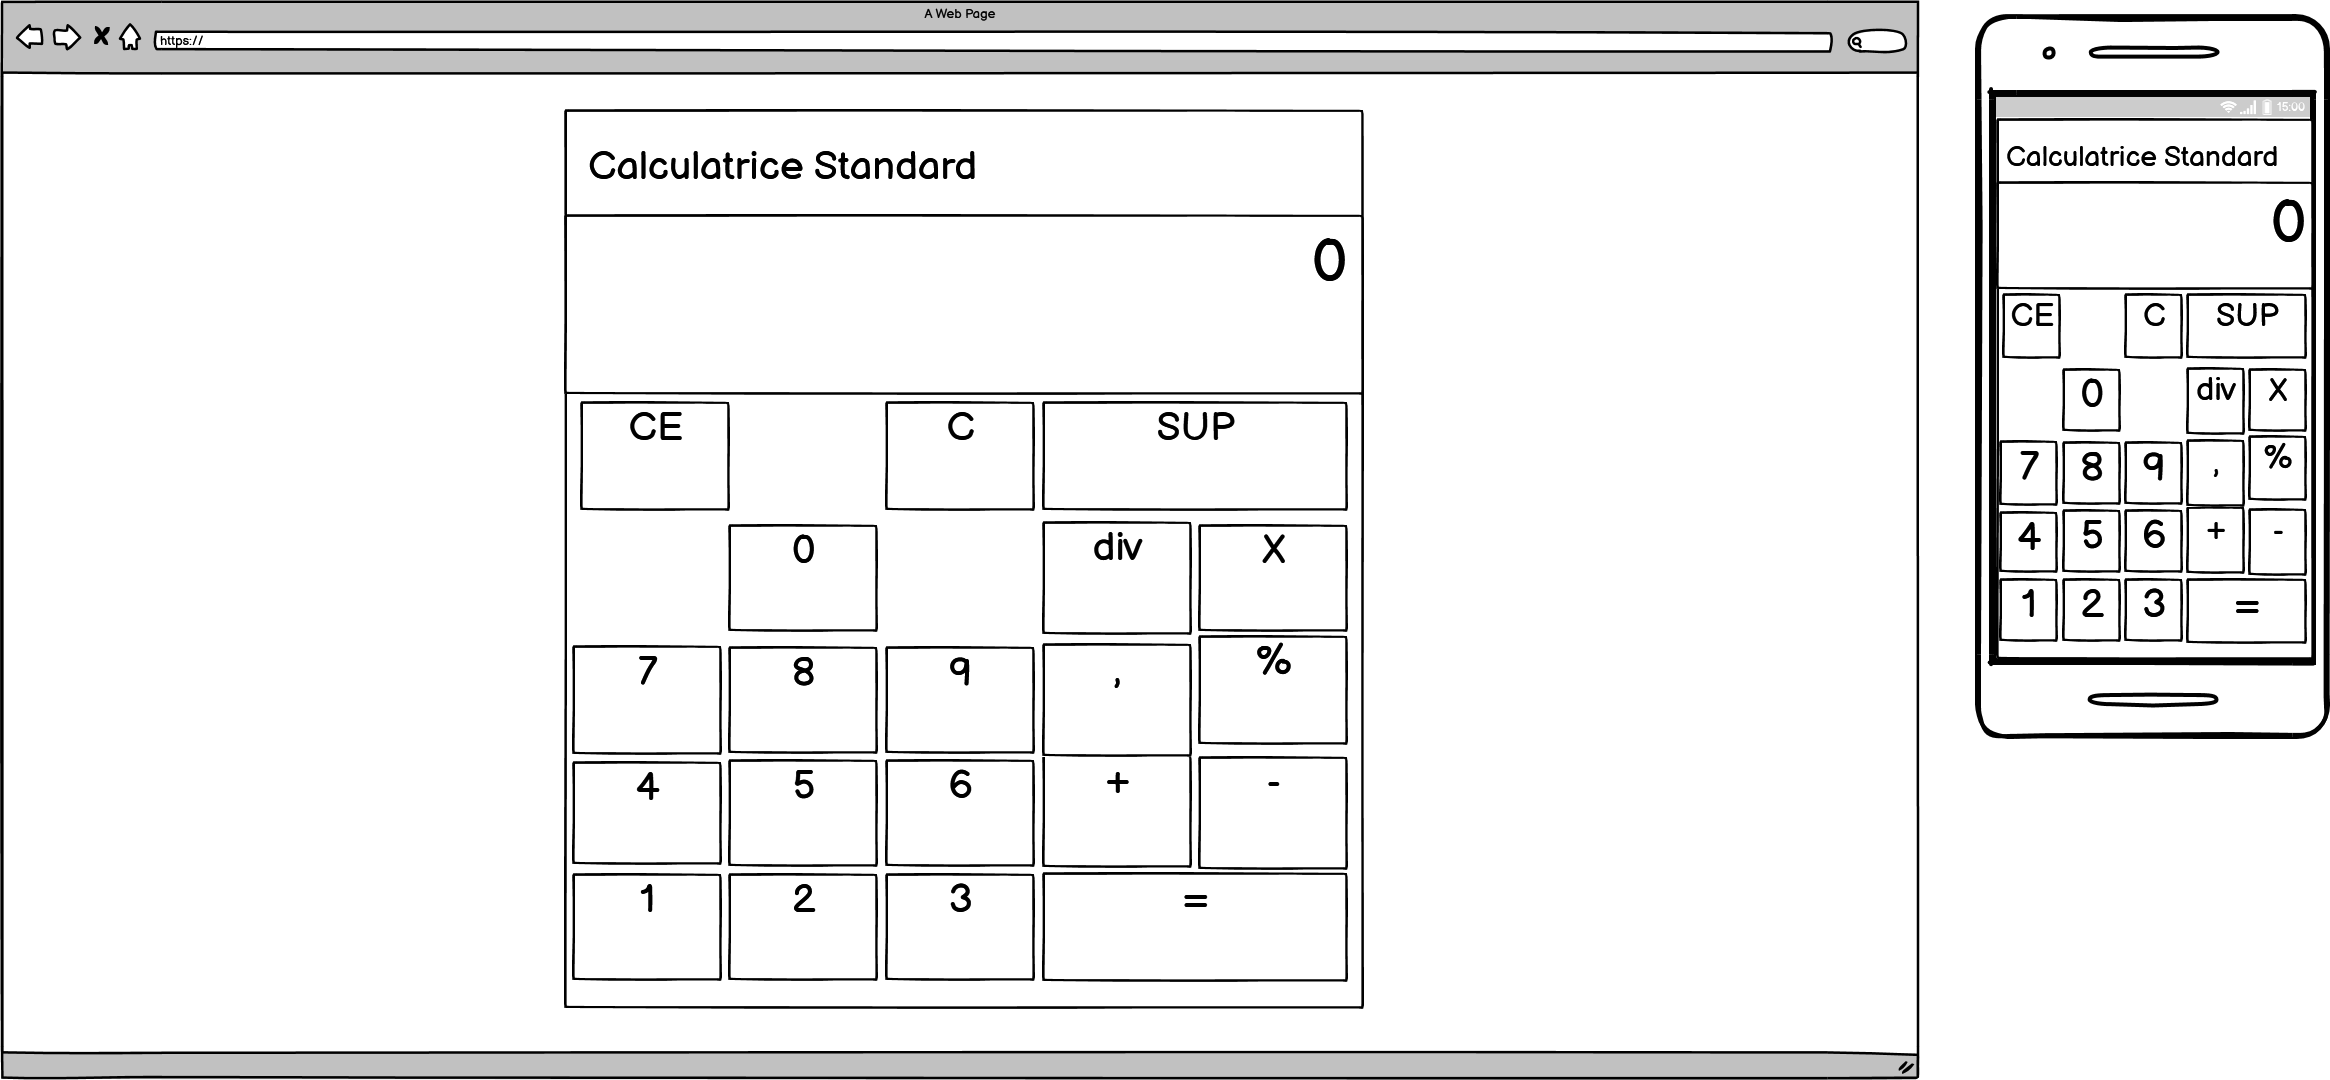 A Web Page
https://
Calculatrice Standard
0
CE C SUP
0 div X
7 8 9 , %
4 5 6 + -
1 2 3 =
15:00
Calculatrice Standard
0
CE C SUP
0 div X
7 8 9 , %
4 5 6 + -
1 2 3 =